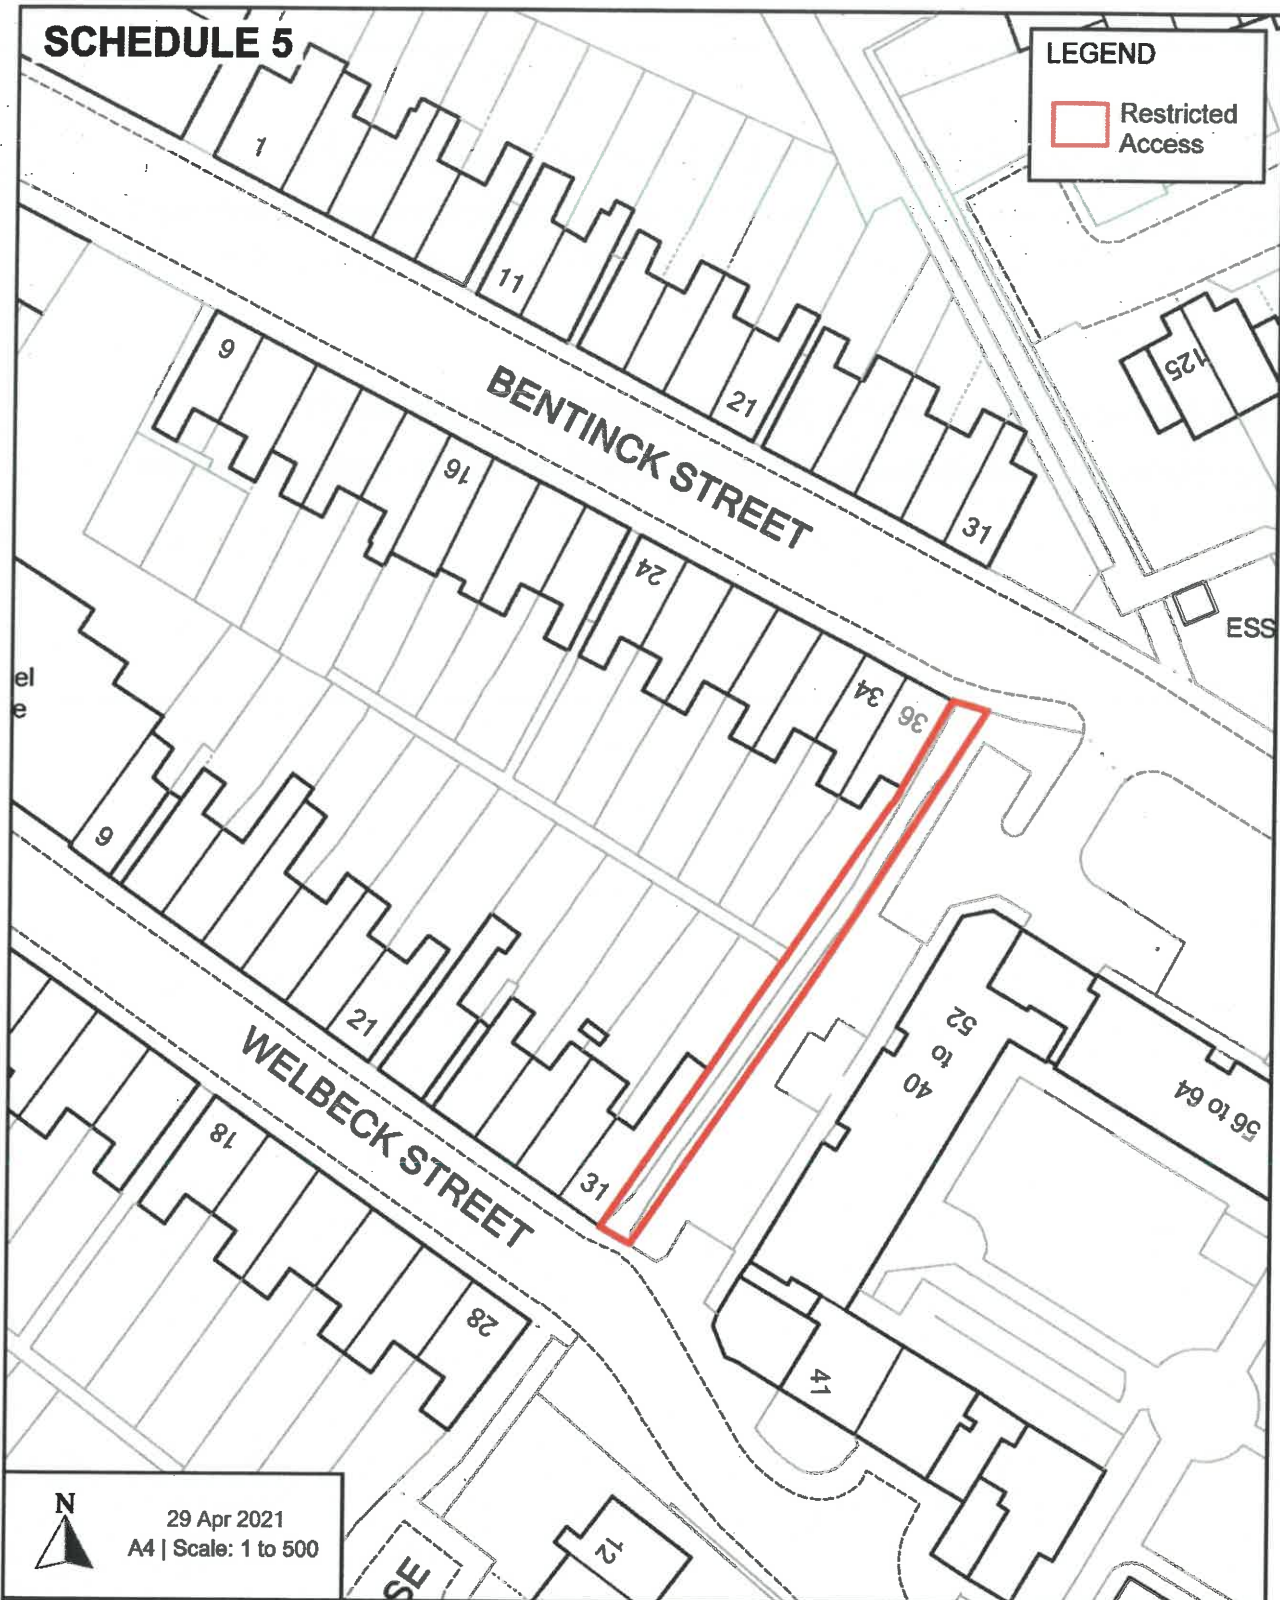 SCHEDULE 5
LEGEND
Restricted
Access
1
11
21
31
125
BENTINCK STREET
9
16
24
34
36
ESS
el
e
9
21
31
WELBECK STREET
18
28
40 to 52
56 to 64
41
12
SE
N
29 Apr 2021
A4 | Scale: 1 to 500